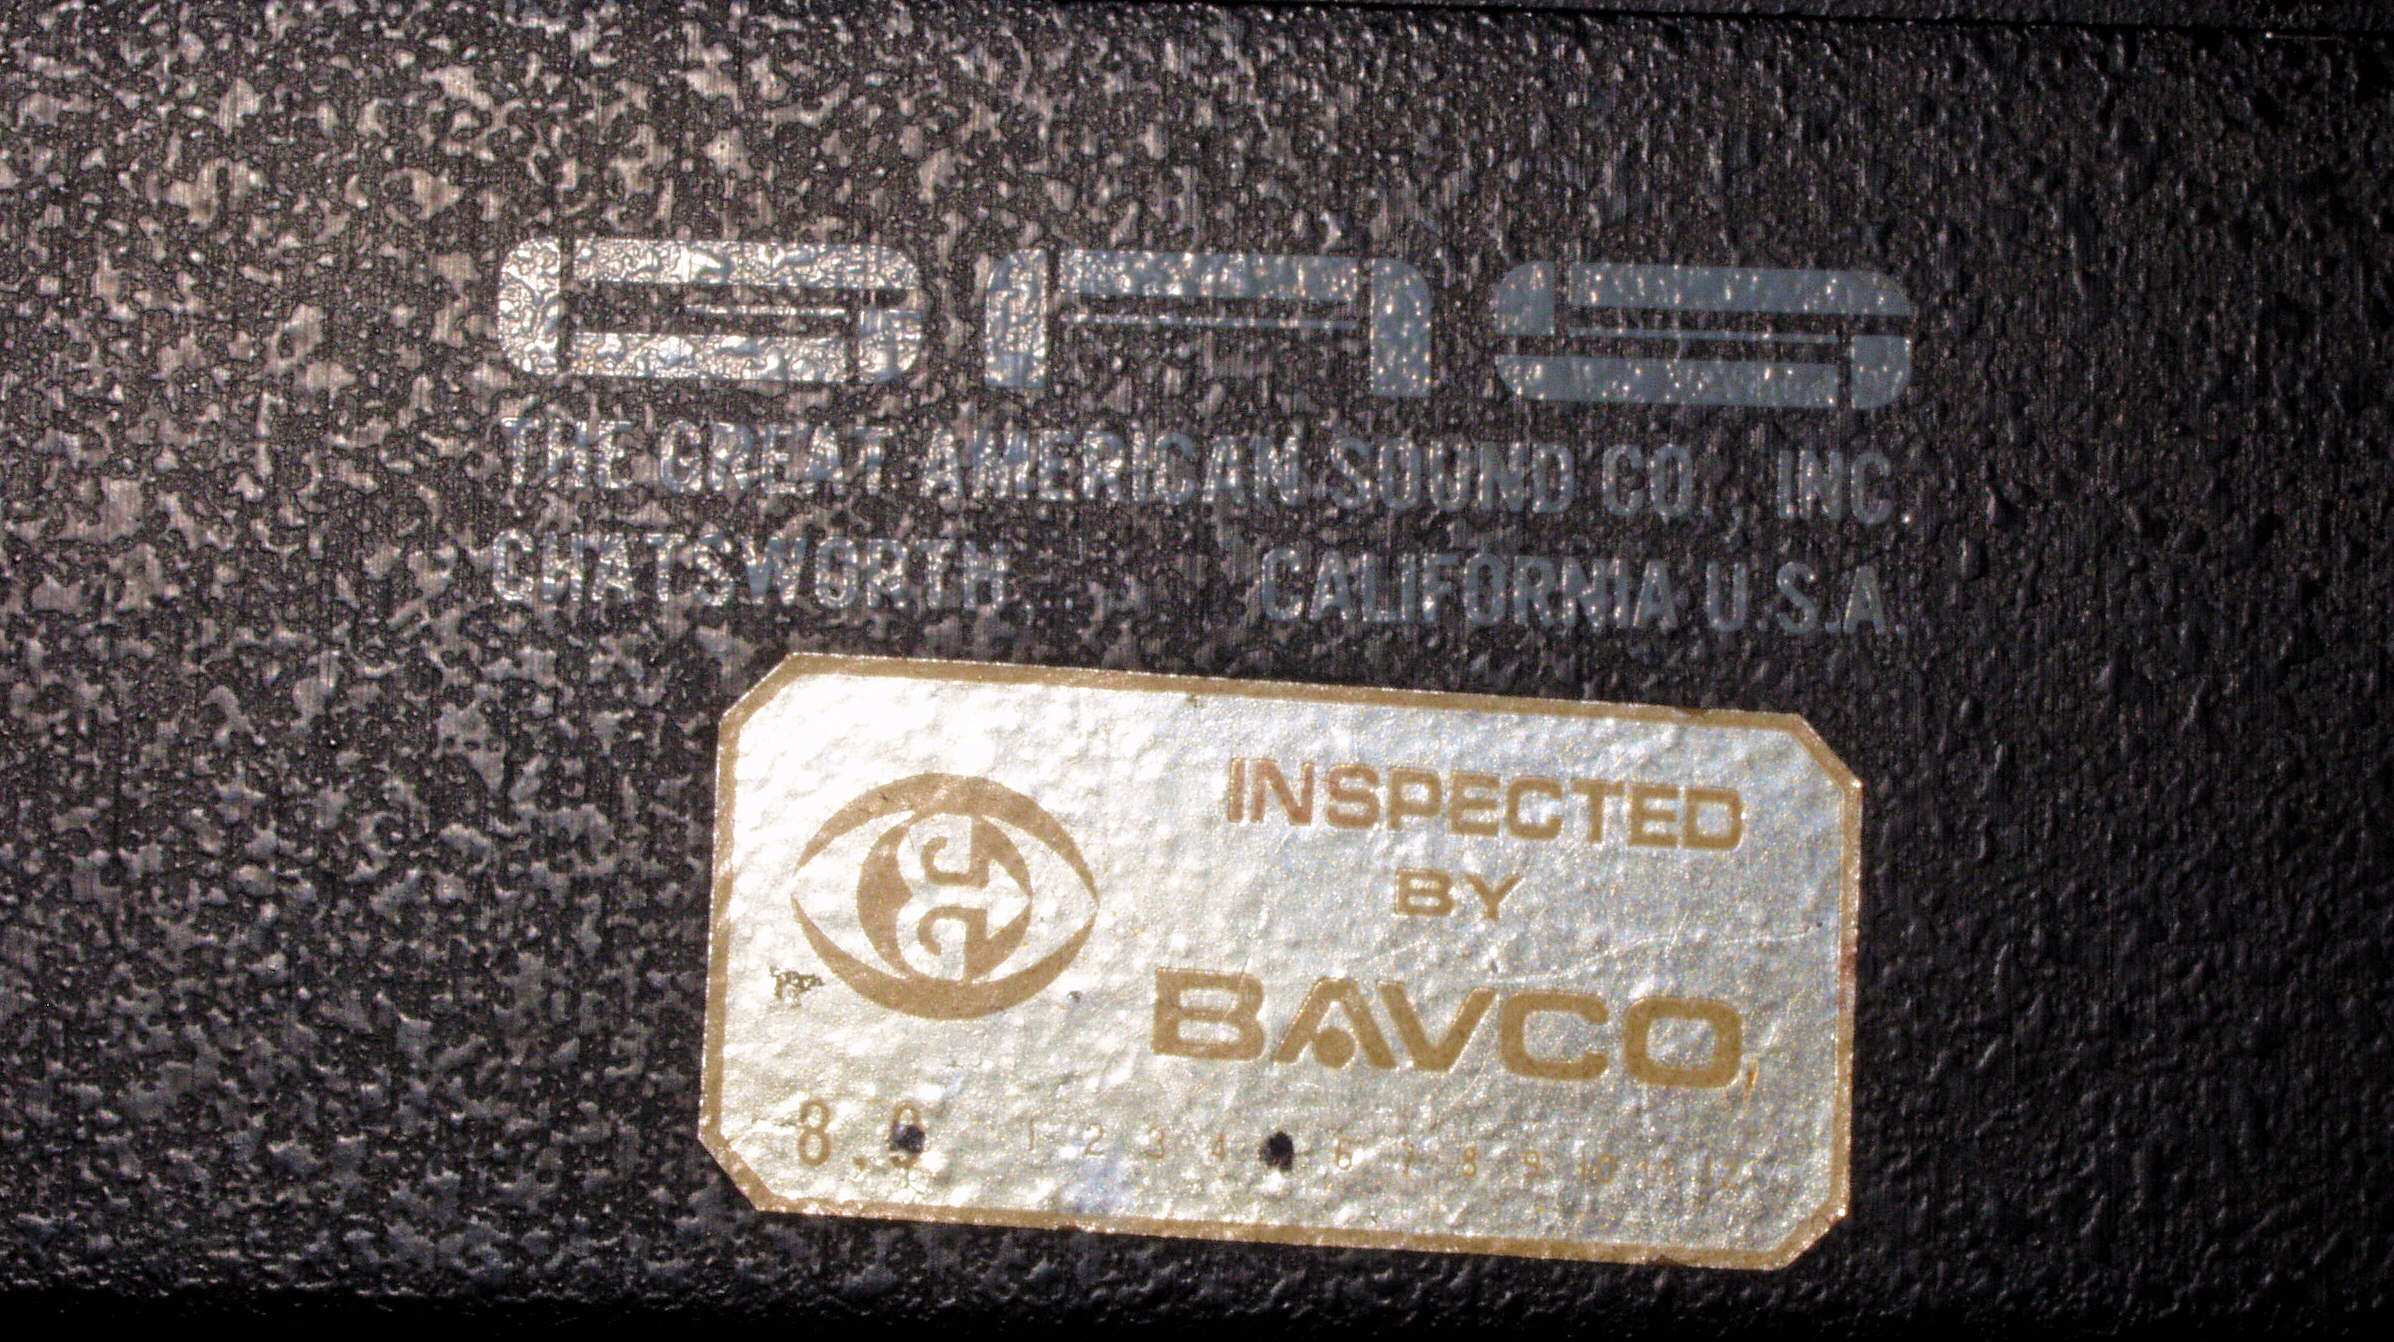 GAS
THE GREAT AMERICAN SOUND CO., INC.
CHATSWORTH, CALIFORNIA U.S.A.
INSPECTED
BY
BAVCO
8. 9 1 2 3 4 6 7 8 9 10 11 12